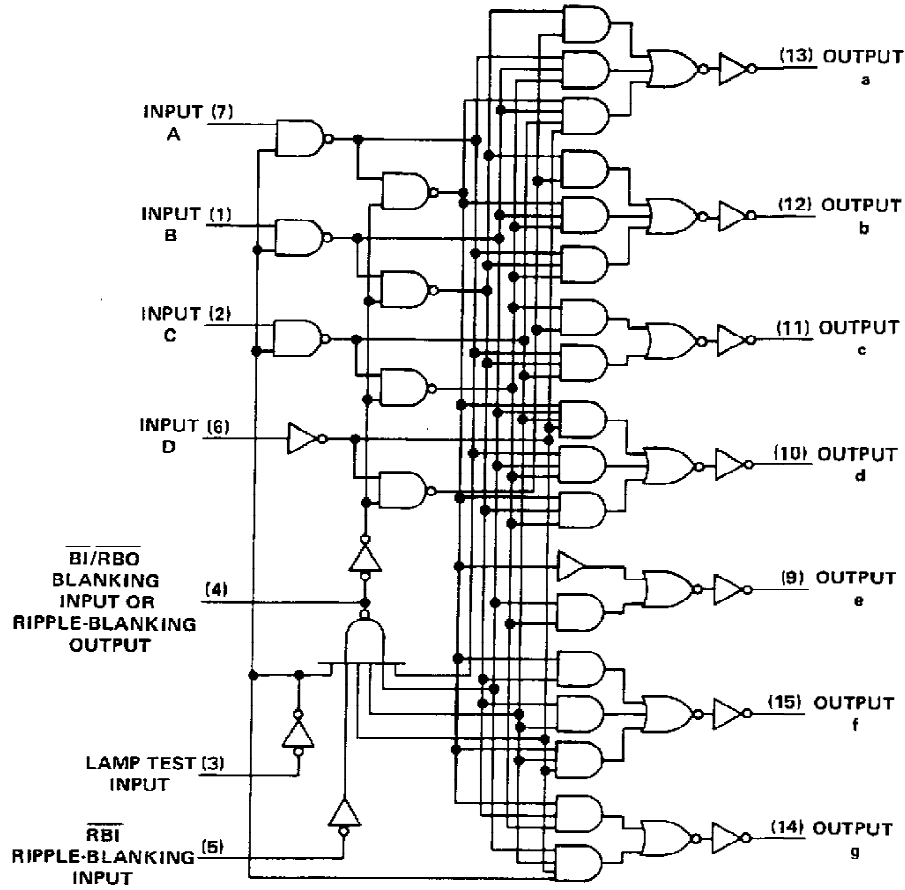 (13) OUTPUT
a
INPUT (7)
A
INPUT (1)
B
(12) OUTPUT
b
INPUT (2)
C
(11) OUTPUT
c
INPUT (6)
D
(10) OUTPUT
d
BI/RBO
BLANKING
INPUT OR
RIPPLE-BLANKING
OUTPUT
(4)
(9) OUTPUT
e
(15) OUTPUT
f
LAMP TEST (3)
INPUT
RBI
RIPPLE-BLANKING (5)
INPUT
(14) OUTPUT
g